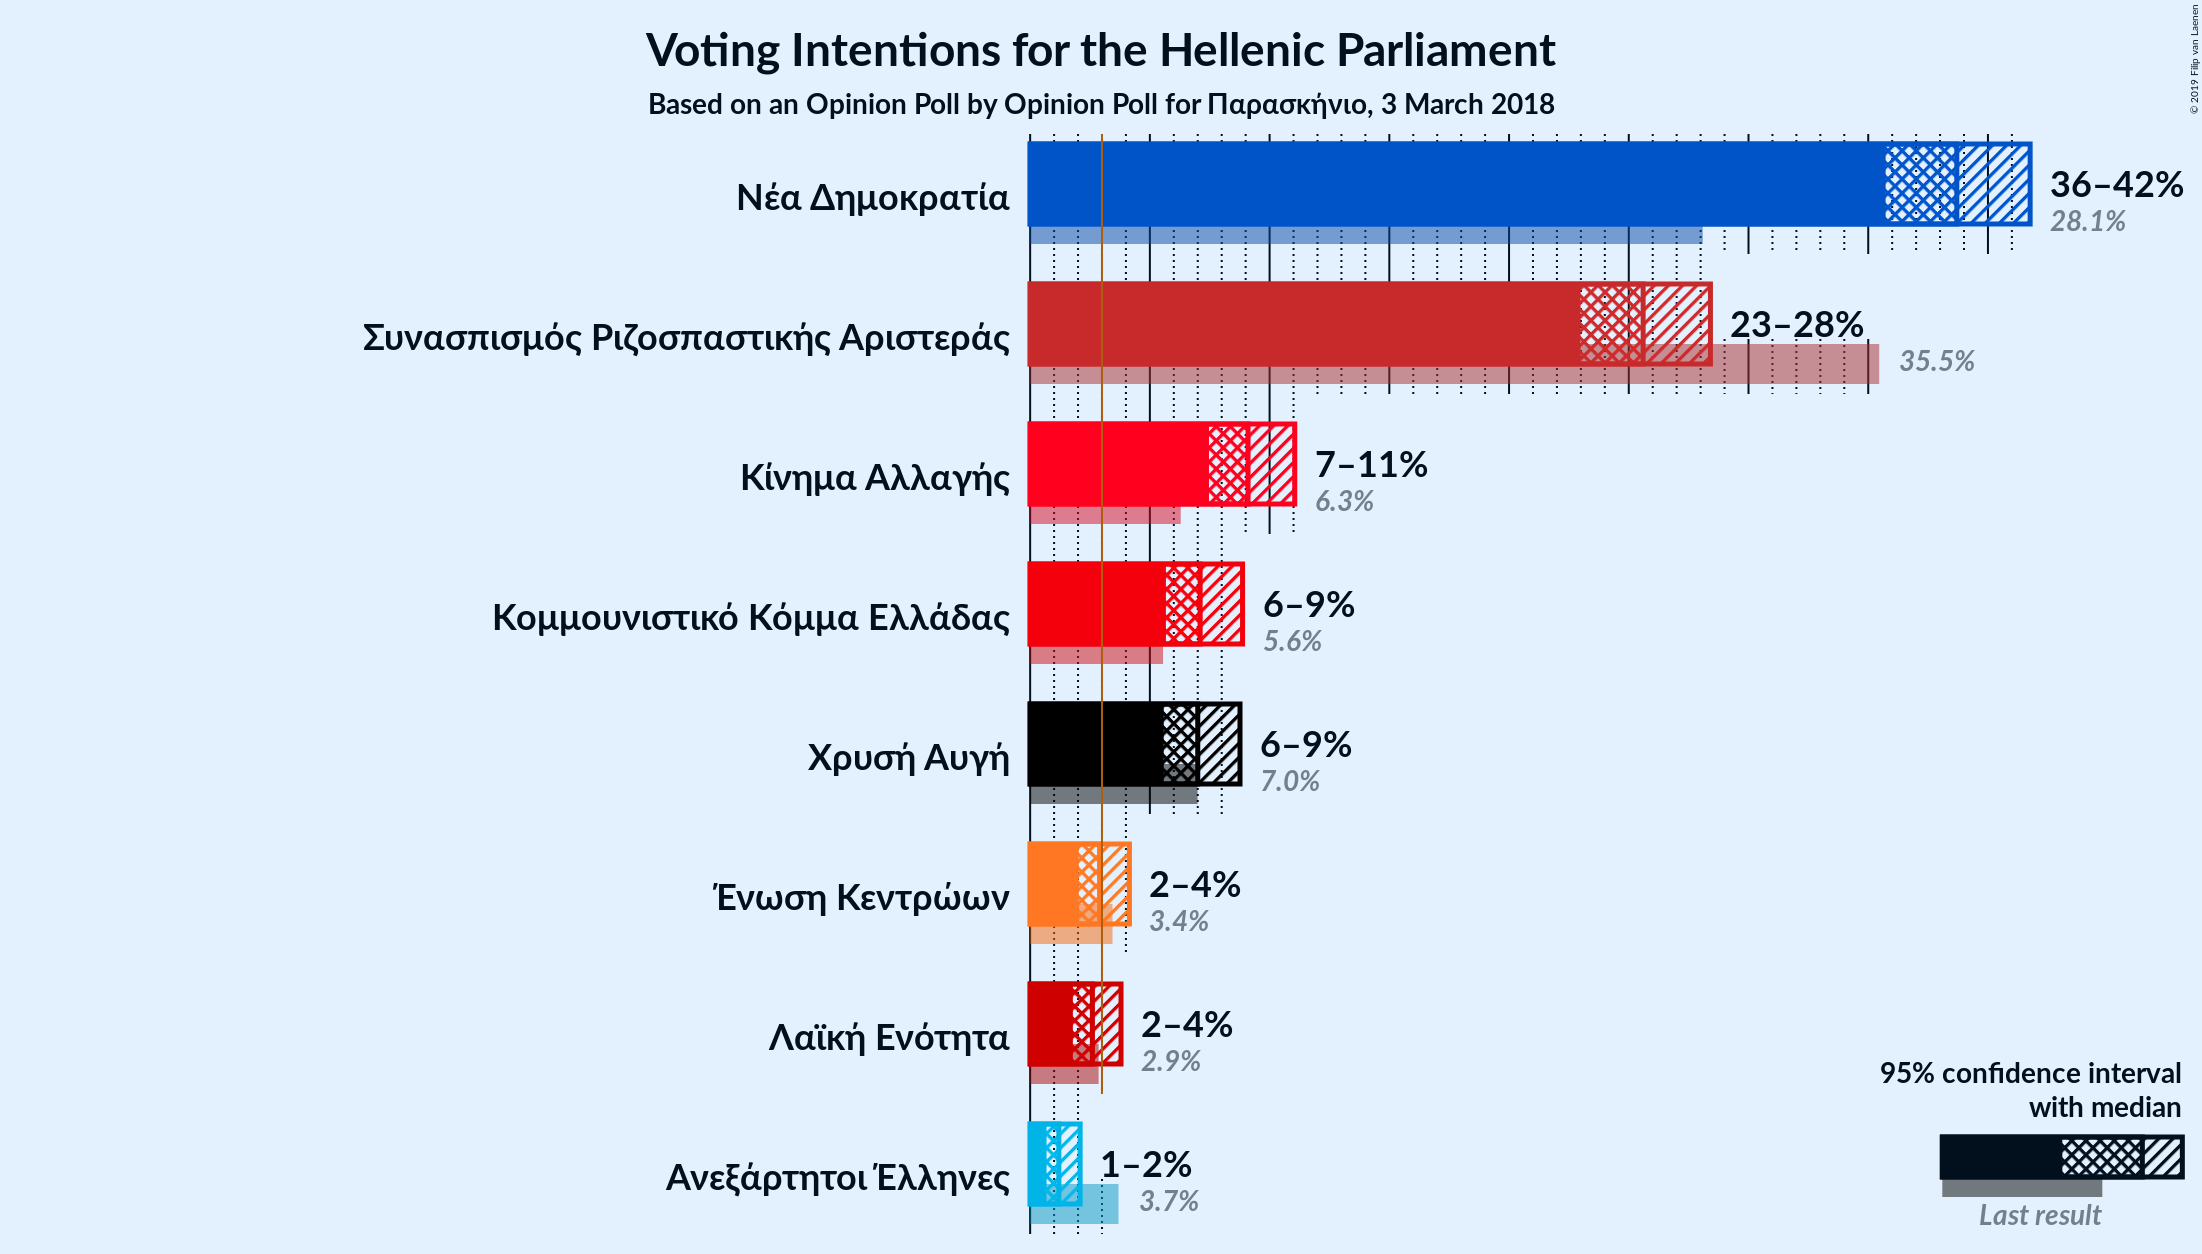 Voting Intentions for the Hellenic Parliament
Based on an Opinion Poll by Opinion Poll for Παρασκήνιο, 3 March 2018
© 2019 Filip van Laenen
Νέα Δημοκρατία
36–42%
28.1%
Συνασπισμός Ριζοσπαστικής Αριστεράς
23–28%
35.5%
Κίνημα Αλλαγής
7–11%
6.3%
Κομμουνιστικό Κόμμα Ελλάδας
6–9%
5.6%
Χρυσή Αυγή
6–9%
7.0%
Ένωση Κεντρώων
2–4%
3.4%
Λαϊκή Ενότητα
2–4%
2.9%
Ανεξάρτητοι Έλληνες
1–2%
3.7%
95% confidence interval
with median
Last result